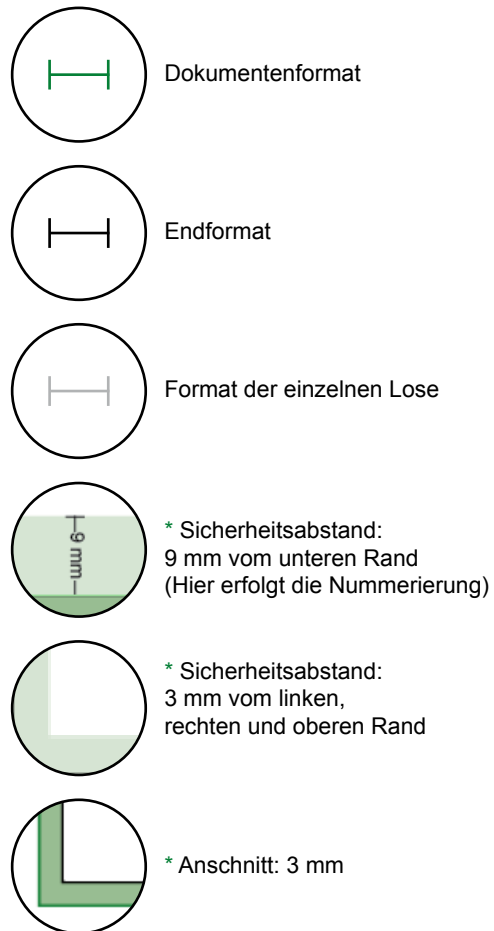 Dokumentenformat
Endformat
Format der einzelnen Lose
9 mm
* Sicherheitsabstand:
9 mm vom unteren Rand
(Hier erfolgt die Nummerierung)
* Sicherheitsabstand:
3 mm vom linken,
rechten und oberen Rand
* Anschnitt: 3 mm